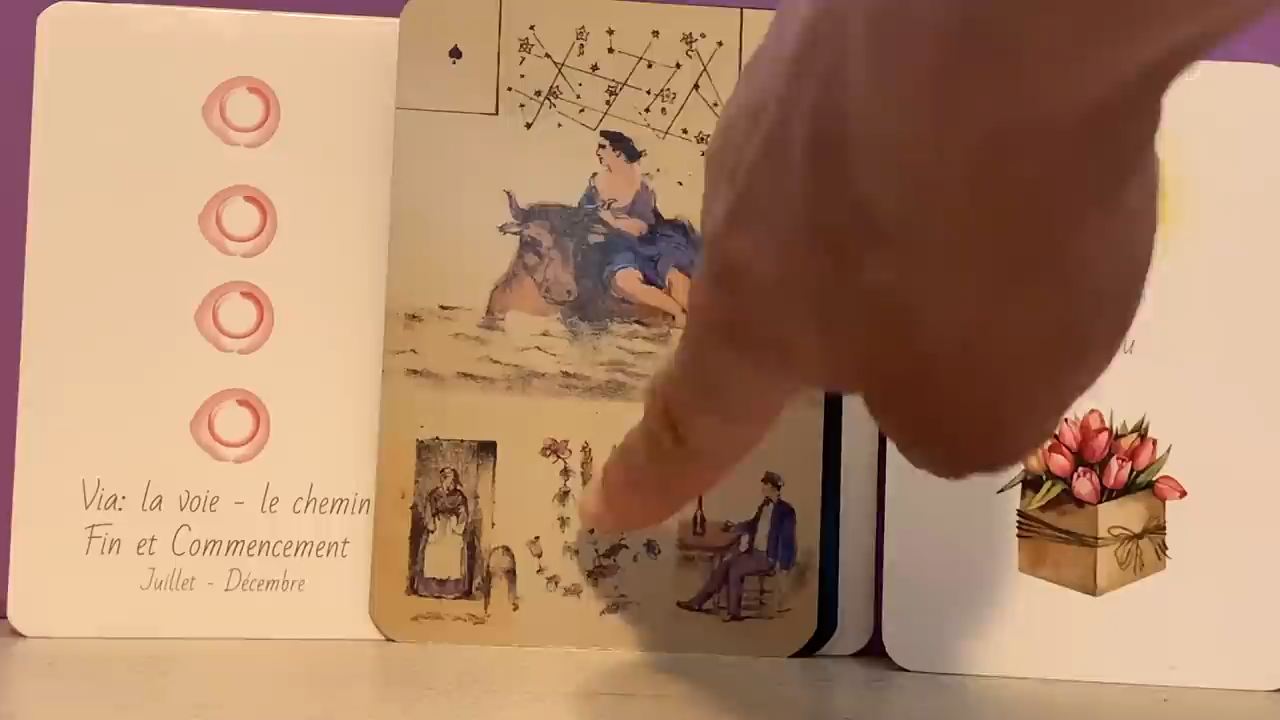 Via: la voie - le chemin
Fin et Commencement
Juillet - Décembre